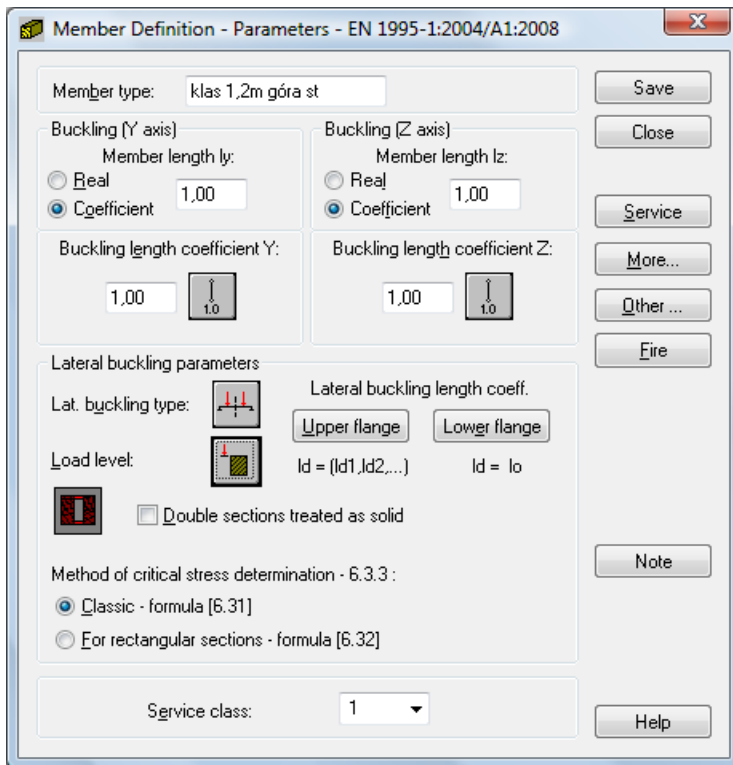 Member Definition - Parameters - EN 1995-1:2004/A1:2008
Member type: klas 1,2m góra st
Save
Buckling (Y axis)
Buckling (Z axis)
Close
Member length ly:
Member length lz:
Real
1,00
Real
1,00
Coefficient
Coefficient
Service
Buckling length coefficient Y:
Buckling length coefficient Z:
More...
1,00
1.0
1,00
1.0
Other ...
Fire
Lateral buckling parameters
Lat. buckling type:
Lateral buckling length coeff.
Upper flange
Lower flange
Load level:
ld = (ld1,ld2,...)
ld = lo
Double sections treated as solid
Note
Method of critical stress determination - 6.3.3 :
Classic - formula [6.31]
For rectangular sections - formula [6.32]
Service class: 1
Help